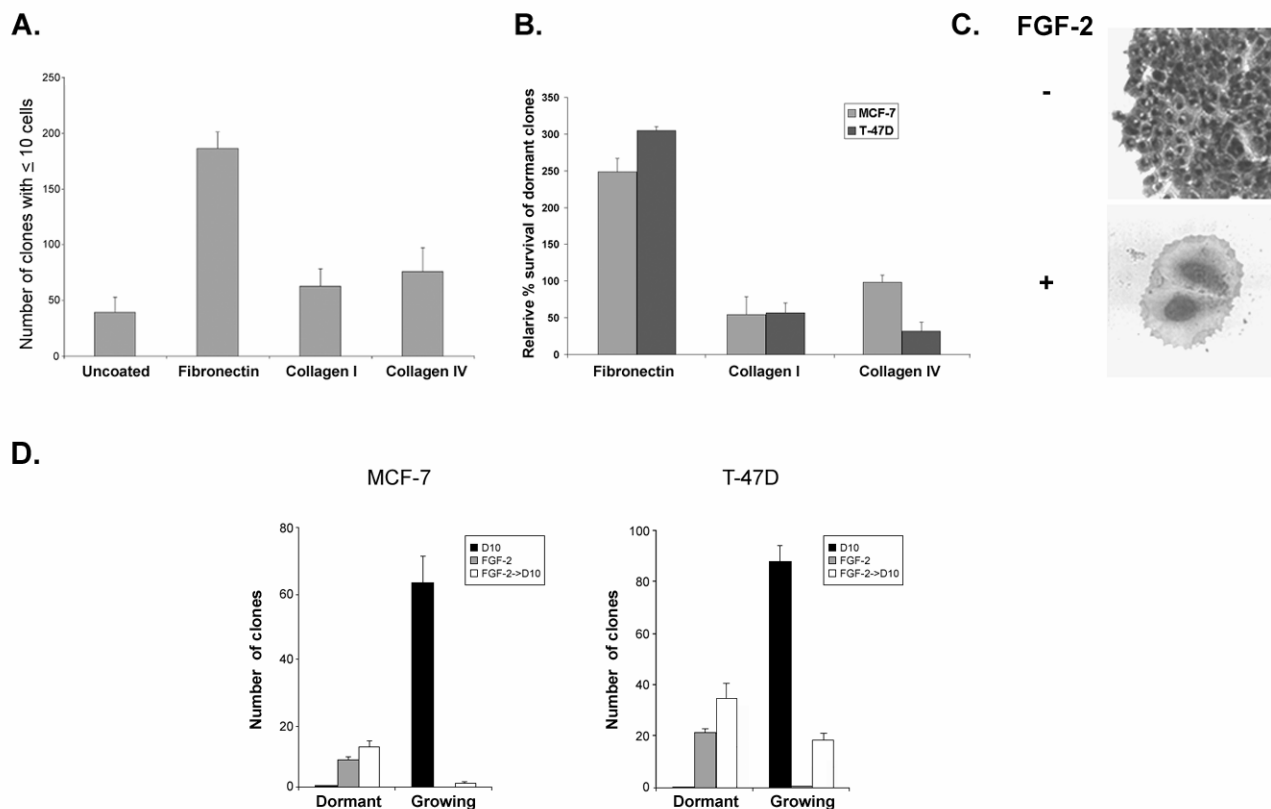 A.
Number of clones with ≤ 10 cells
250
200
150
100
50
0
Uncoated Fibronectin Collagen I Collagen IV
B.
Relarive % survival of dormant clones
350
300
250
200
150
100
50
0
MCF-7
T-47D
Fibronectin Collagen I Collagen IV
C.
FGF-2
-
+
D.
MCF-7
Number of clones
80
60
40
20
0
D10
FGF-2
FGF-2->D10
Dormant Growing
T-47D
Number of clones
100
80
60
40
20
0
D10
FGF-2
FGF-2->D10
Dormant Growing